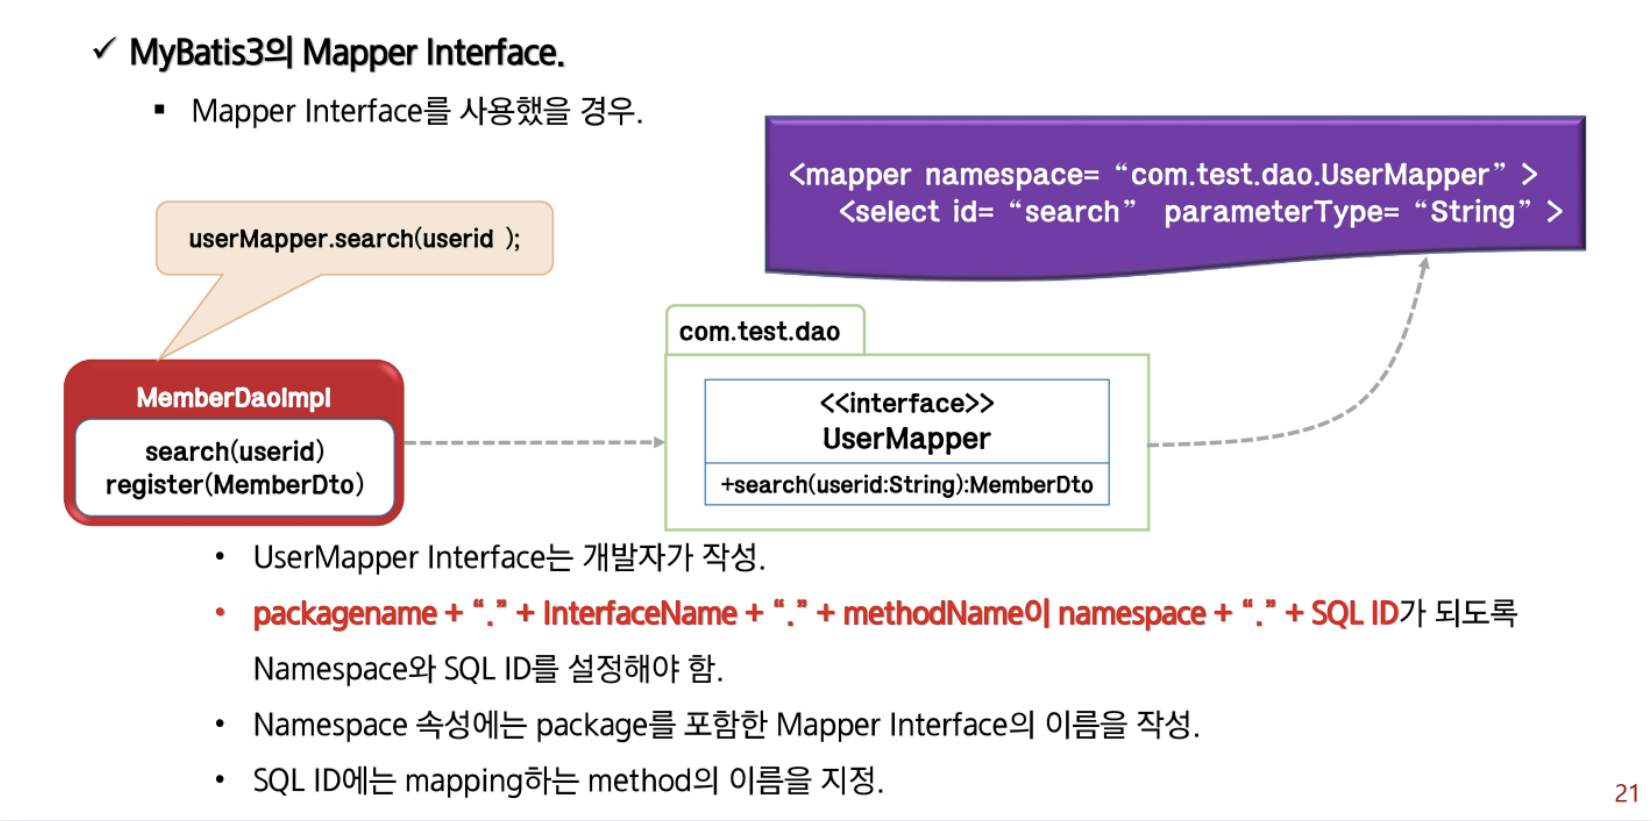 ✓ MyBatis3의 Mapper Interface.
▪ Mapper Interface를 사용했을 경우.
<mapper namespace= “com.test.dao.UserMapper” >
<select id= “search” parameterType= “String” >
userMapper.search(userid );
com.test.dao
MemberDaoImpl
search(userid)
register(MemberDto)
<<interface>>
UserMapper
+search(userid:String):MemberDto
• UserMapper Interface는 개발자가 작성.
• packagename + “.” + InterfaceName + “.” + methodName이 namespace + “.” + SQL ID가 되도록
Namespace와 SQL ID를 설정해야 함.
• Namespace 속성에는 package를 포함한 Mapper Interface의 이름을 작성.
• SQL ID에는 mapping하는 method의 이름을 지정.
21